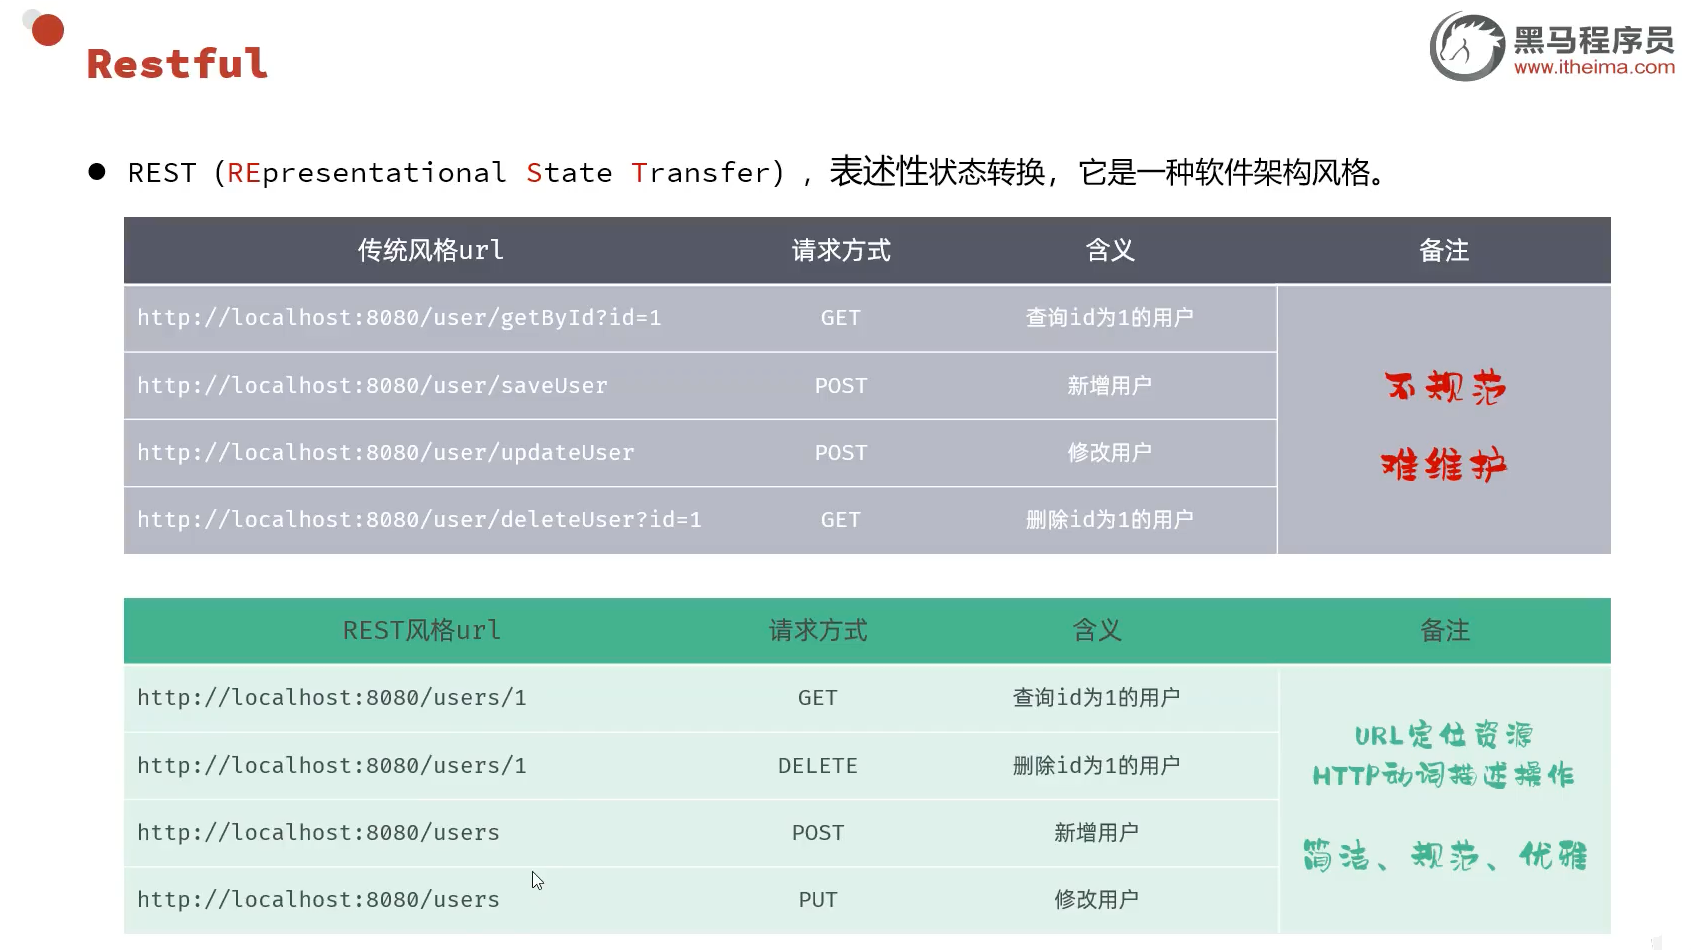 Restful
黑马程序员
www.itheima.com
REST（REpresentational State Transfer），表述性状态转换，它是一种软件架构风格。
传统风格url 请求方式 含义 备注
http://localhost:8080/user/getById?id=1 GET 查询id为1的用户
http://localhost:8080/user/saveUser POST 新增用户
http://localhost:8080/user/updateUser POST 修改用户
http://localhost:8080/user/deleteUser?id=1 GET 删除id为1的用户
不规范
难维护
REST风格url 请求方式 含义 备注
http://localhost:8080/users/1 GET 查询id为1的用户
http://localhost:8080/users/1 DELETE 删除id为1的用户
http://localhost:8080/users POST 新增用户
http://localhost:8080/users PUT 修改用户
URL定位资源
HTTP动词描述操作
简洁、规范、优雅